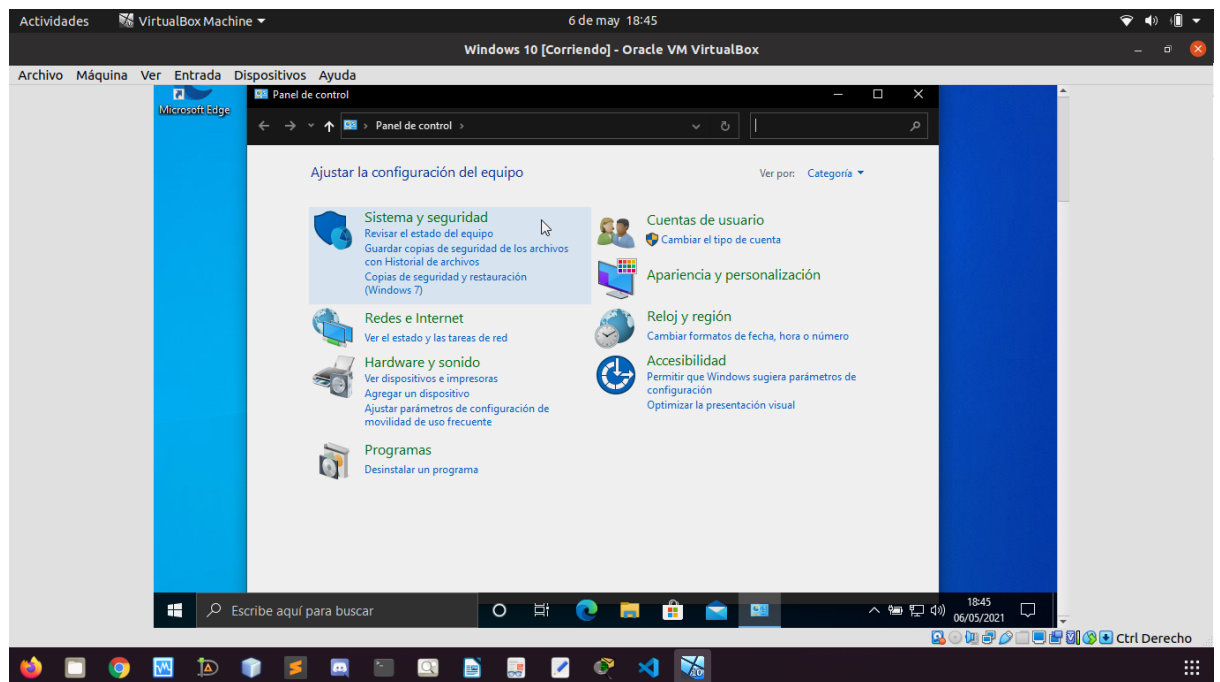 Actividades VirtualBox Machine 6 de may 18:45
Windows 10 [Corriendo] - Oracle VM VirtualBox
Archivo Máquina Ver Entrada Dispositivos Ayuda
Microsoft Edge
Panel de control
Panel de control
Ajustar la configuración del equipo
Ver por: Categoría
Sistema y seguridad
Revisar el estado del equipo
Guardar copias de seguridad de los archivos
con Historial de archivos
Copias de seguridad y restauración
(Windows 7)
Redes e Internet
Ver el estado y las tareas de red
Hardware y sonido
Ver dispositivos e impresoras
Agregar un dispositivo
Ajustar parámetros de configuración de
movilidad de uso frecuente
Programas
Desinstalar un programa
Cuentas de usuario
Cambiar el tipo de cuenta
Apariencia y personalización
Reloj y región
Cambiar formatos de fecha, hora o número
Accesibilidad
Permitir que Windows sugiera parámetros de
configuración
Optimizar la presentación visual
Escribe aquí para buscar
18:45
06/05/2021
Ctrl Derecho